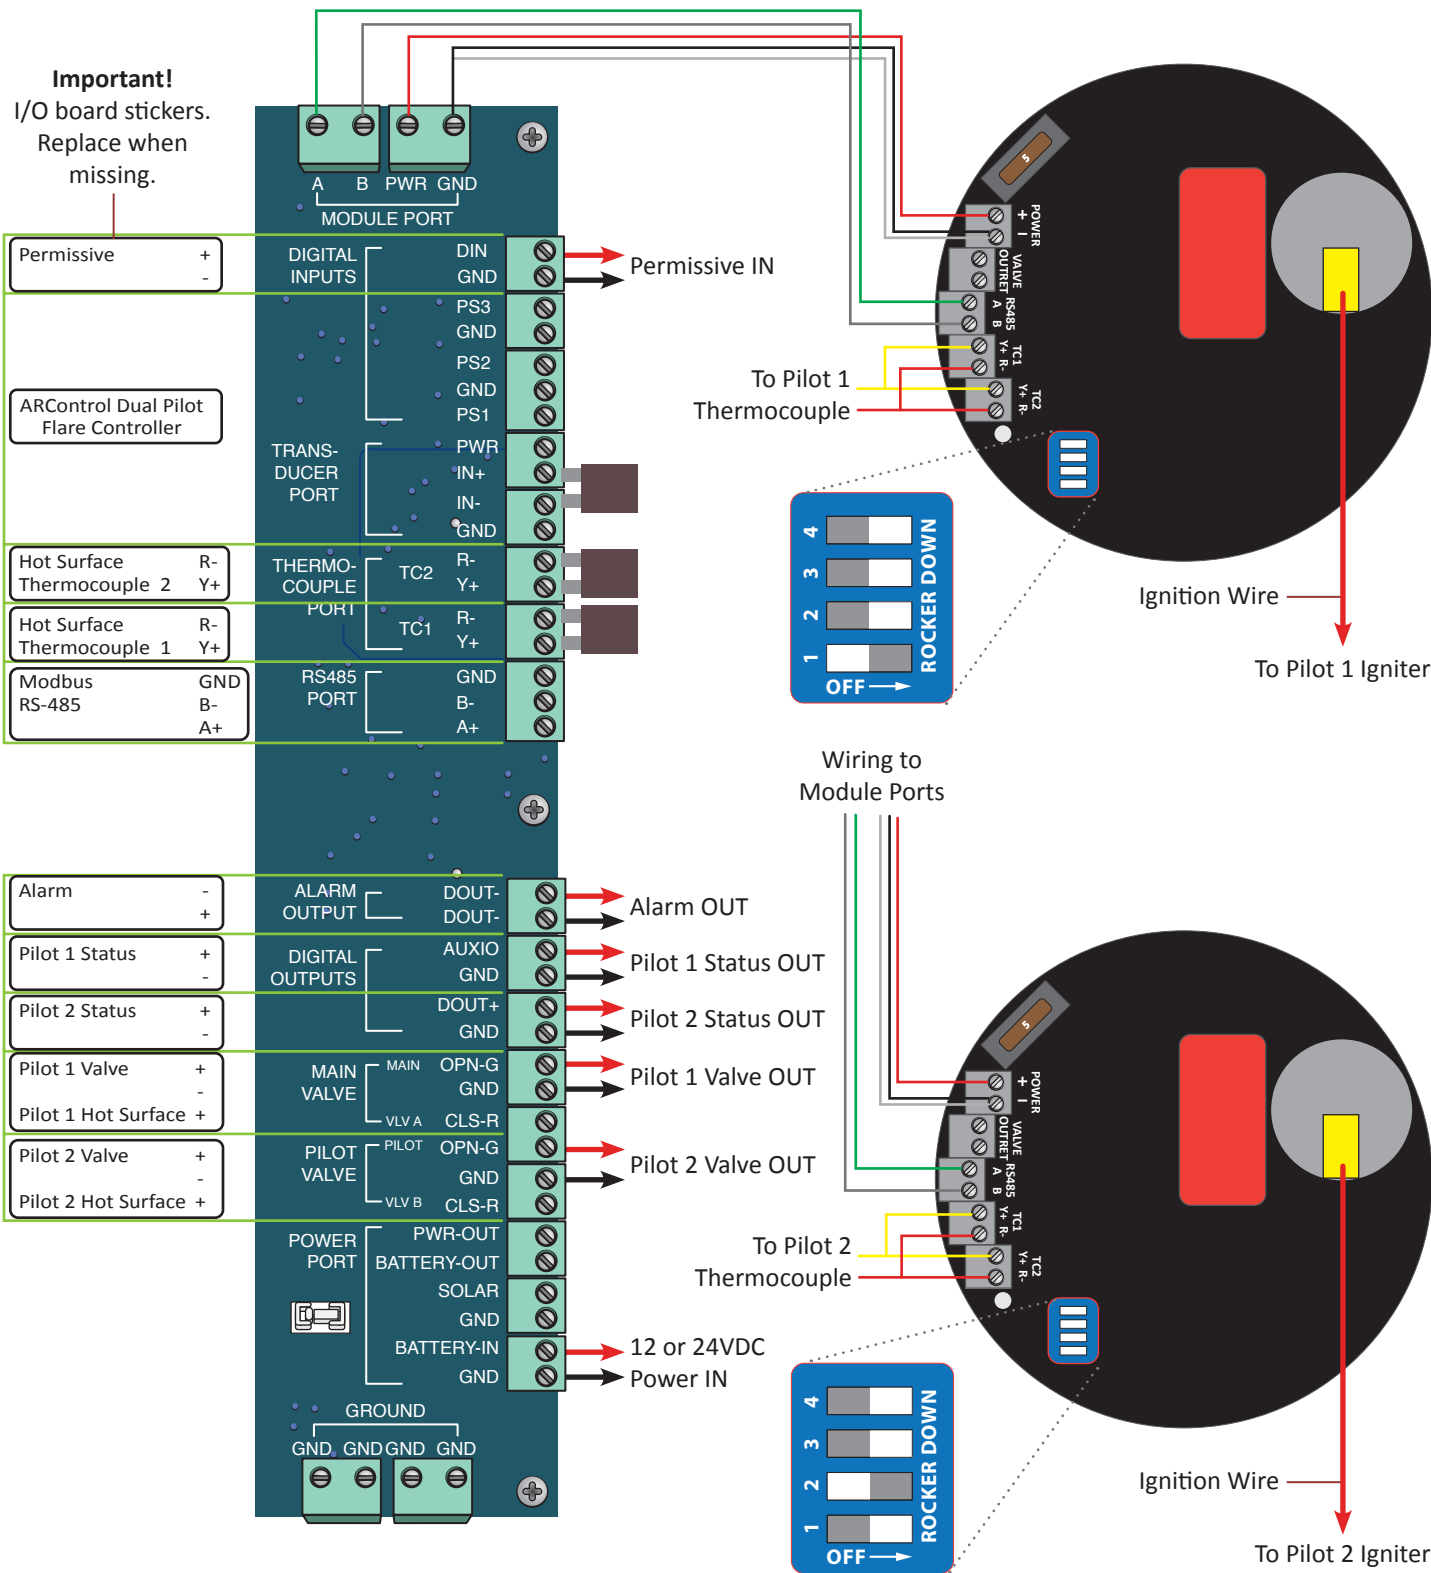 Important!
I/O board stickers.
Replace when
missing.
A B PWR GND
MODULE PORT
Permissive +
-
DIGITAL
INPUTS
DIN
GND
PS3
GND
PS2
GND
PS1
Permissive IN
ARControl Dual Pilot
Flare Controller
TRANS-
DUCER
PORT
PWR
IN+
IN-
GND
Hot Surface R-
Thermocouple 2 Y+
THERMO-
COUPLE
PORT
TC2
R-
Y+
Hot Surface R-
Thermocouple 1 Y+
TC1
R-
Y+
Modbus GND
RS-485 B-
A+
RS485
PORT
GND
B-
A+
Alarm -
+
ALARM
OUTPUT
DOUT-
DOUT-
Alarm OUT
Pilot 1 Status +
-
DIGITAL
OUTPUTS
AUXIO
GND
Pilot 1 Status OUT
Pilot 2 Status +
-
DOUT+
GND
Pilot 2 Status OUT
Pilot 1 Valve +
-
Pilot 1 Hot Surface +
MAIN
VALVE
MAIN
VLV A
OPN-G
GND
CLS-R
Pilot 1 Valve OUT
Pilot 2 Valve +
-
Pilot 2 Hot Surface +
PILOT
VALVE
PILOT
VLV B
OPN-G
GND
CLS-R
Pilot 2 Valve OUT
POWER
PORT
PWR-OUT
BATTERY-OUT
SOLAR
GND
BATTERY-IN
GND
12 or 24VDC
Power IN
GROUND
GND GND GND GND
5
+ -
POWER
VALVE
OUT RET
RS485
A B
TC1
Y+ R-
TC2
Y+ R-
To Pilot 1
Thermocouple
4
3
2
1
OFF
ROCKER DOWN
Ignition Wire
To Pilot 1 Igniter
Wiring to
Module Ports
5
+ -
POWER
VALVE
OUT RET
RS485
A B
TC1
Y+ R-
TC2
Y+ R-
To Pilot 2
Thermocouple
4
3
2
1
OFF
ROCKER DOWN
Ignition Wire
To Pilot 2 Igniter